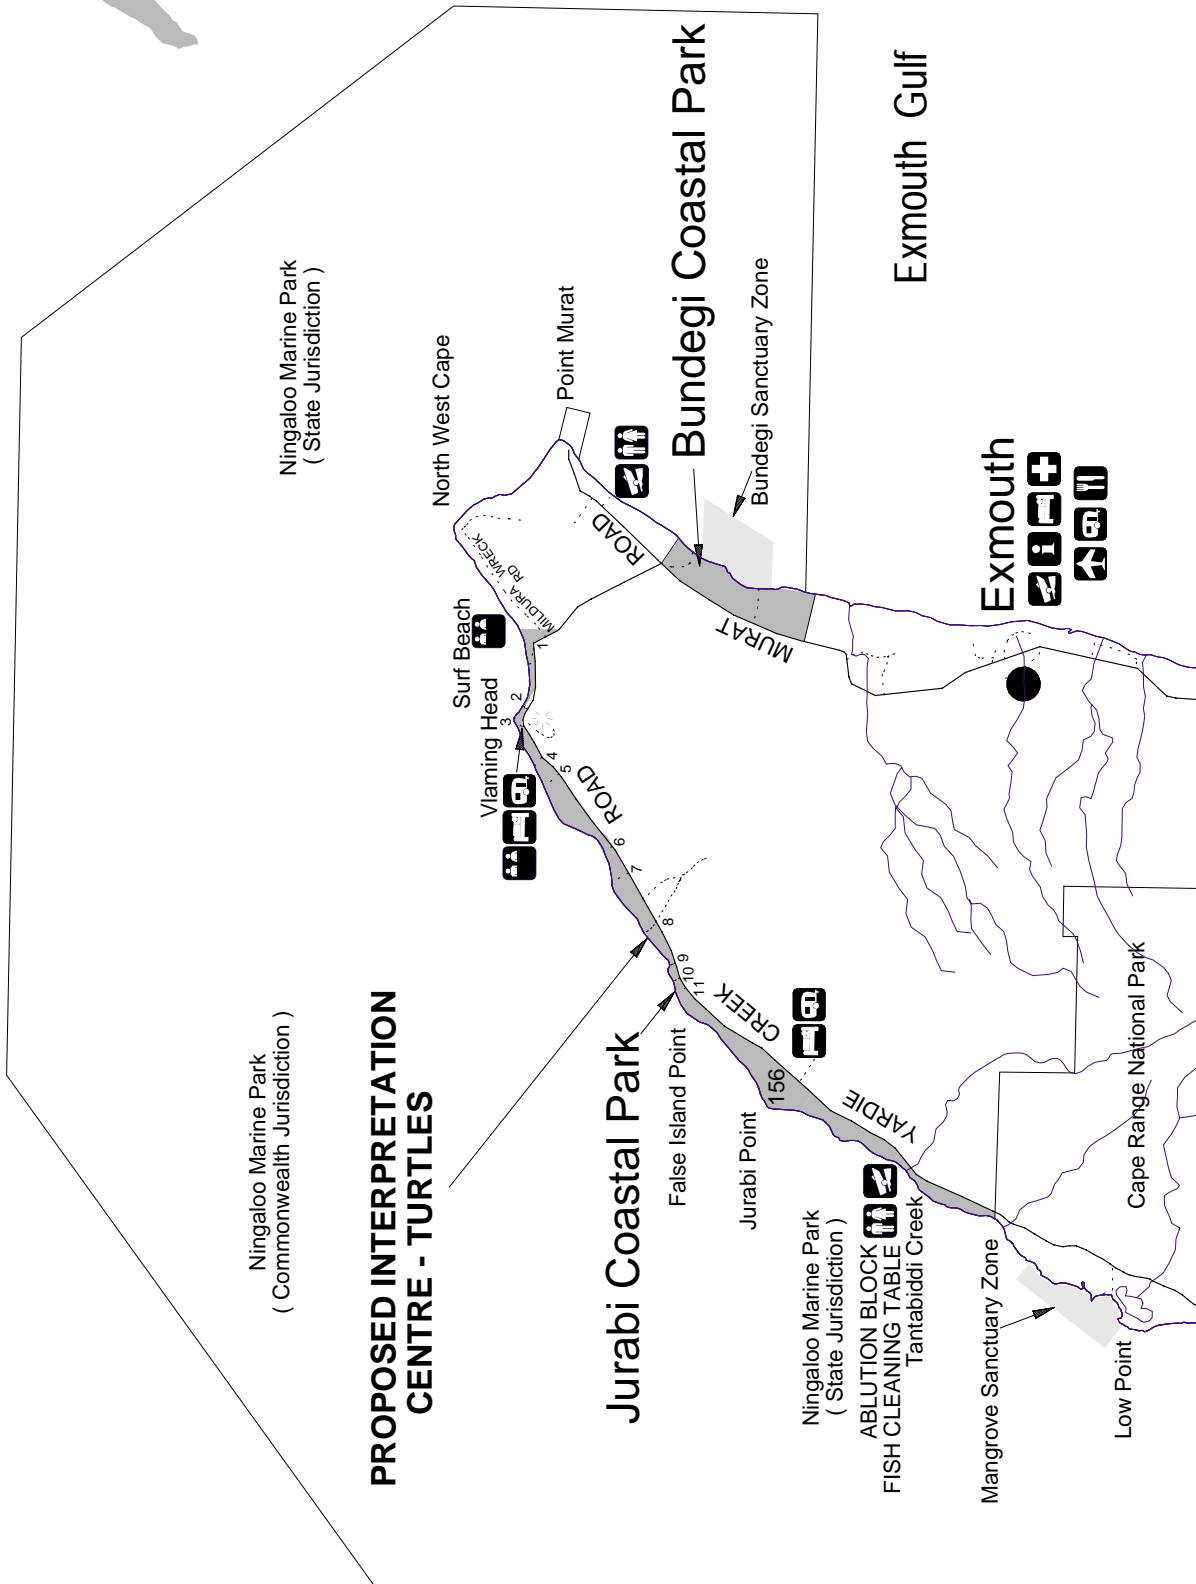 Ningaloo Marine Park
( State Jurisdiction )
Ningaloo Marine Park
( Commonwealth Jurisdiction )
PROPOSED INTERPRETATION
CENTRE - TURTLES
North West Cape
Point Murat
Bundegi Coastal Park
Bundegi Sanctuary Zone
Exmouth Gulf
Exmouth
Surf Beach
Vlaming Head
MILDURA WRECK
RD
ROAD
MURAT
1
2
3
4
5
6
7
8
9
10
11
ROAD
CREEK
YARDIE
156
Jurabi Coastal Park
False Island Point
Jurabi Point
Ningaloo Marine Park
( State Jurisdiction )
ABLUTION BLOCK
FISH CLEANING TABLE
Tantabiddi Creek
Mangrove Sanctuary Zone
Low Point
Cape Range National Park